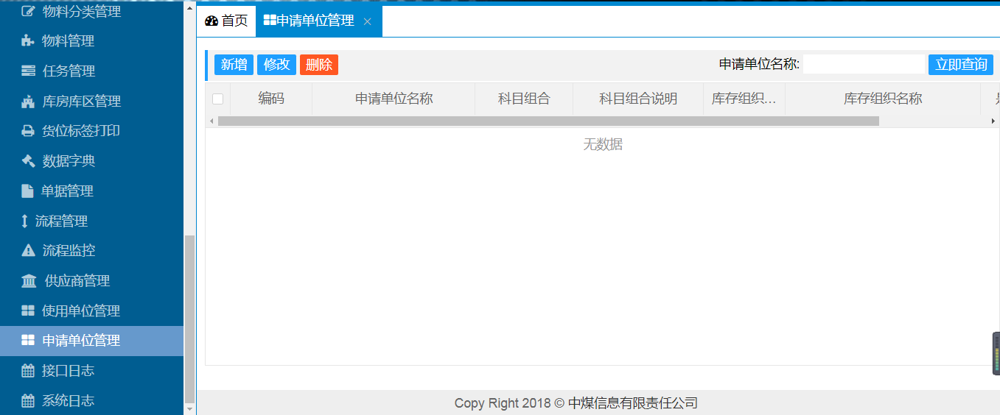 物料分类管理
物料管理
任务管理
库房库区管理
货位标签打印
数据字典
单据管理
流程管理
流程监控
供应商管理
使用单位管理
申请单位管理
接口日志
系统日志
首页 申请单位管理
新增 修改 删除 申请单位名称: 立即查询
编码 申请单位名称 科目组合 科目组合说明 库存组织... 库存组织名称
无数据
Copy Right 2018 © 中煤信息有限责任公司